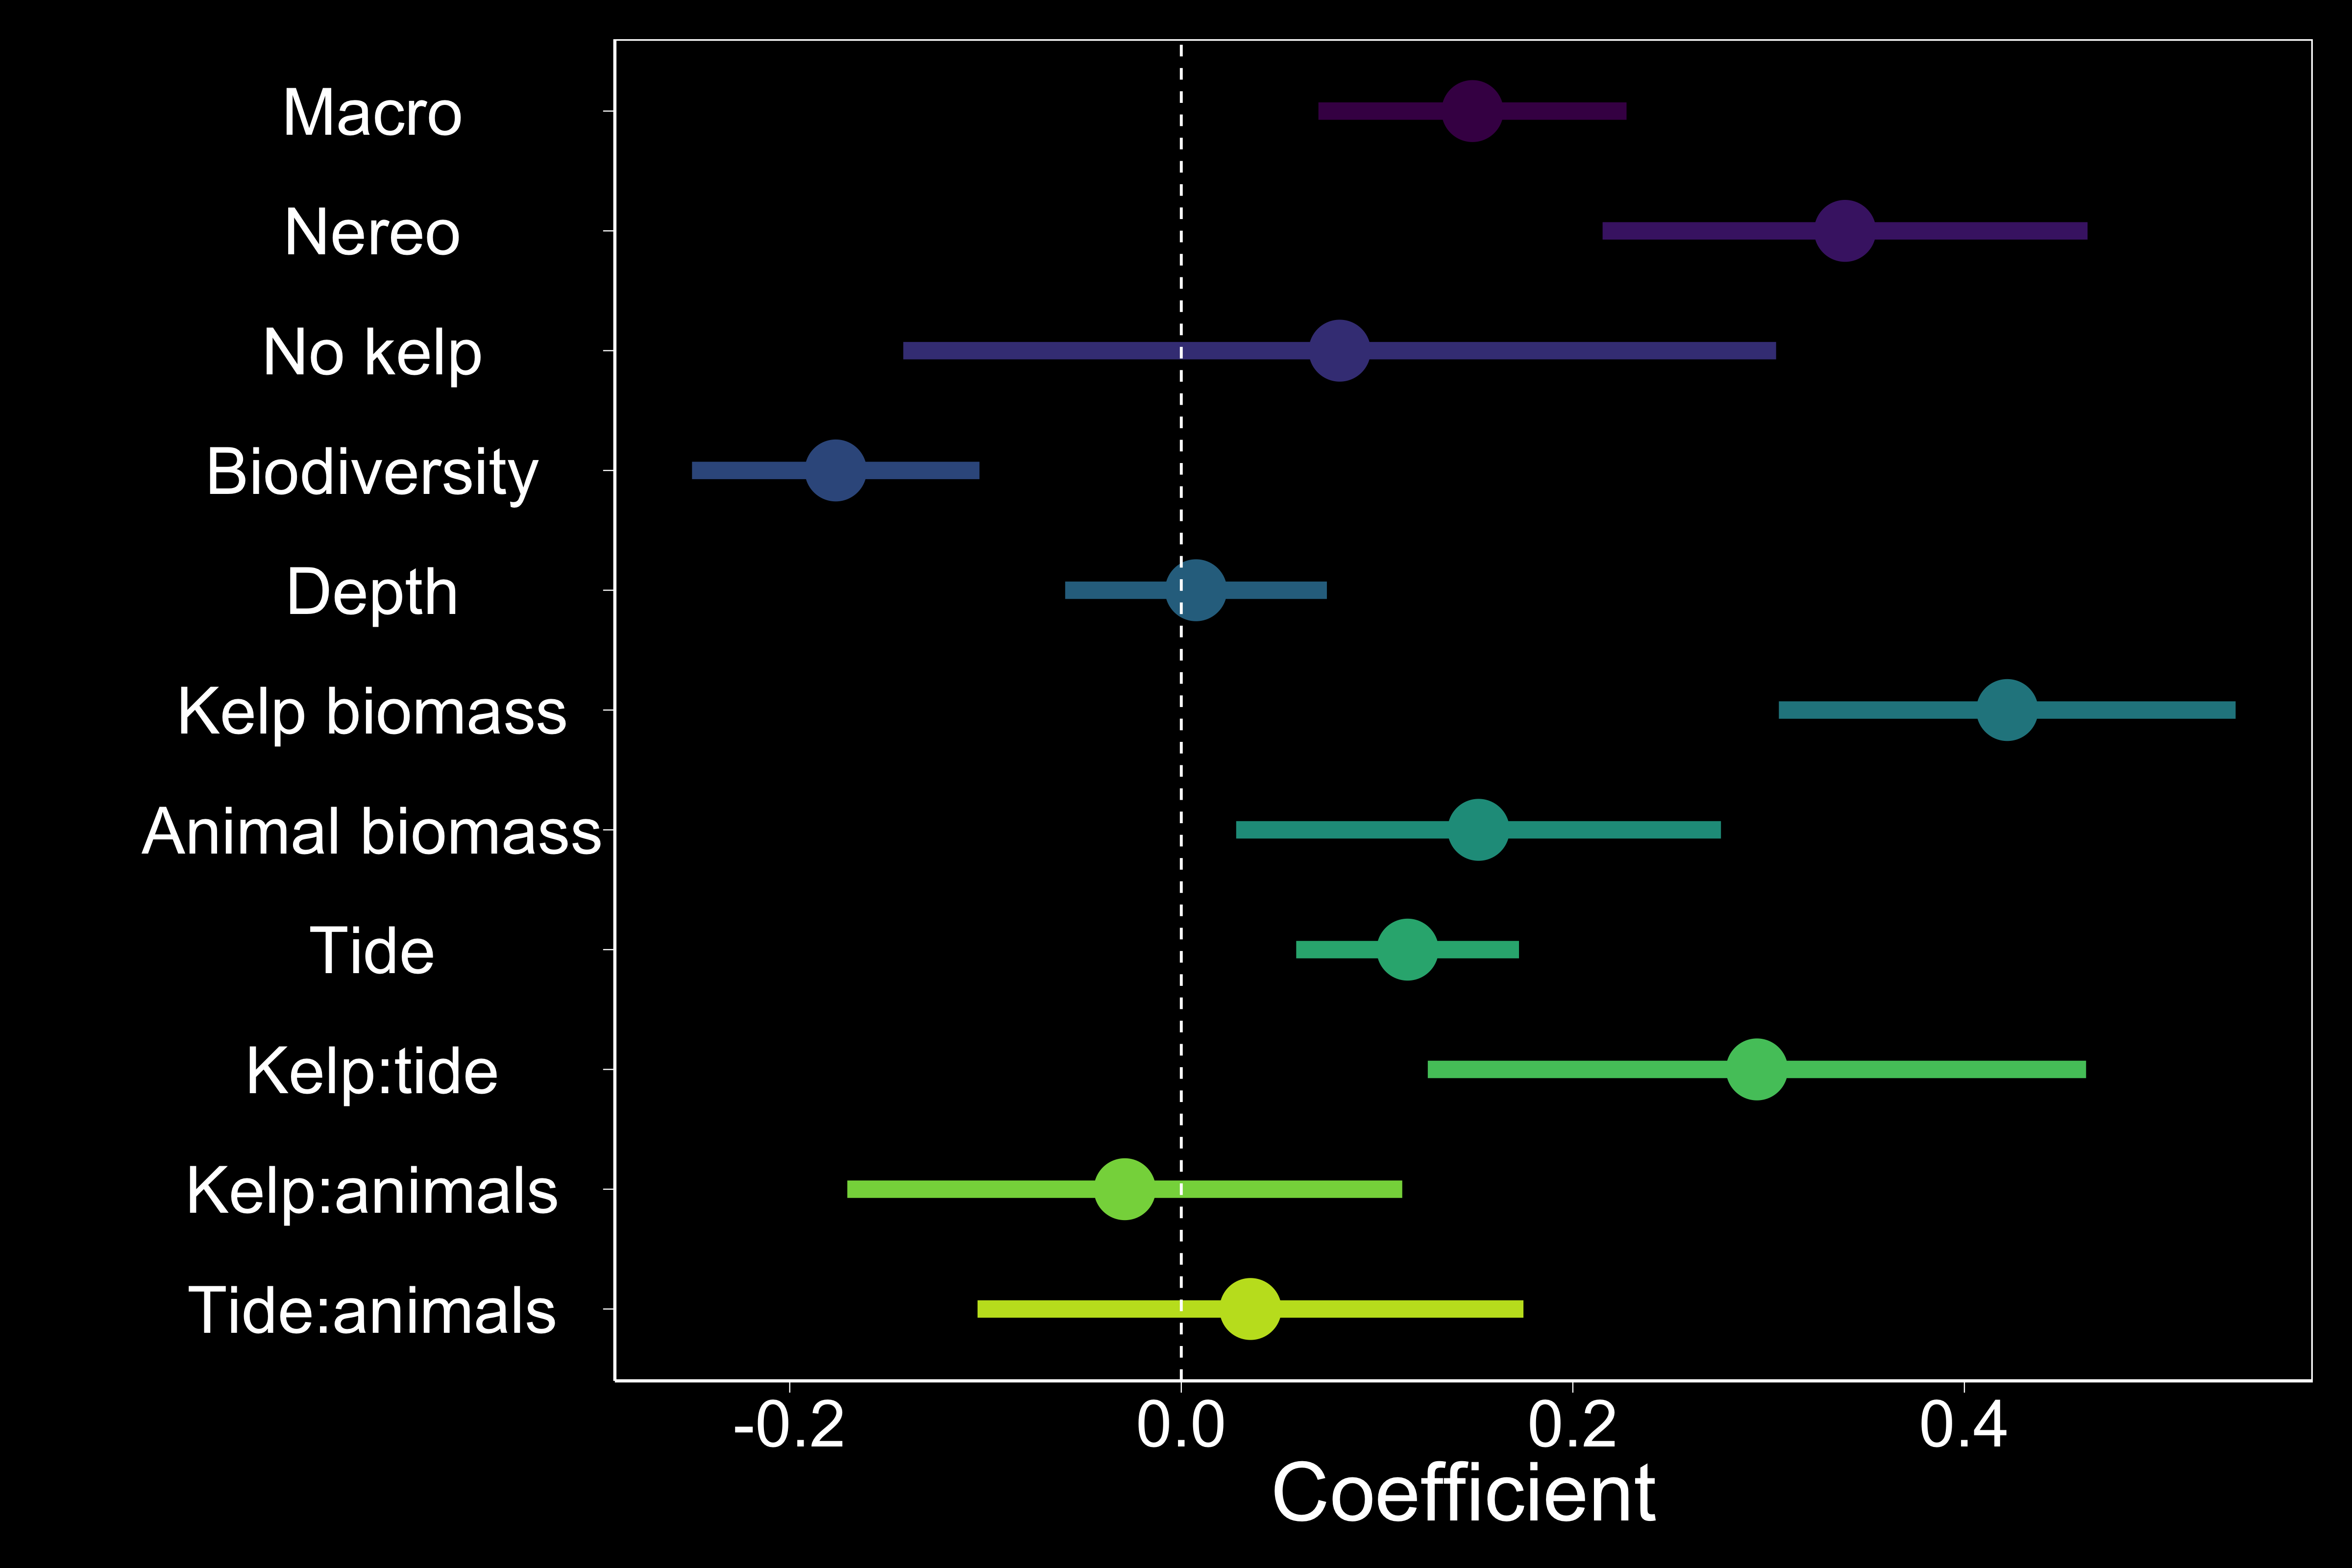 Macro
Nereo
No kelp
Biodiversity
Depth
Kelp biomass
Animal biomass
Tide
Kelp:tide
Kelp:animals
Tide:animals
-0.2 0.0 0.2 0.4
Coefficient